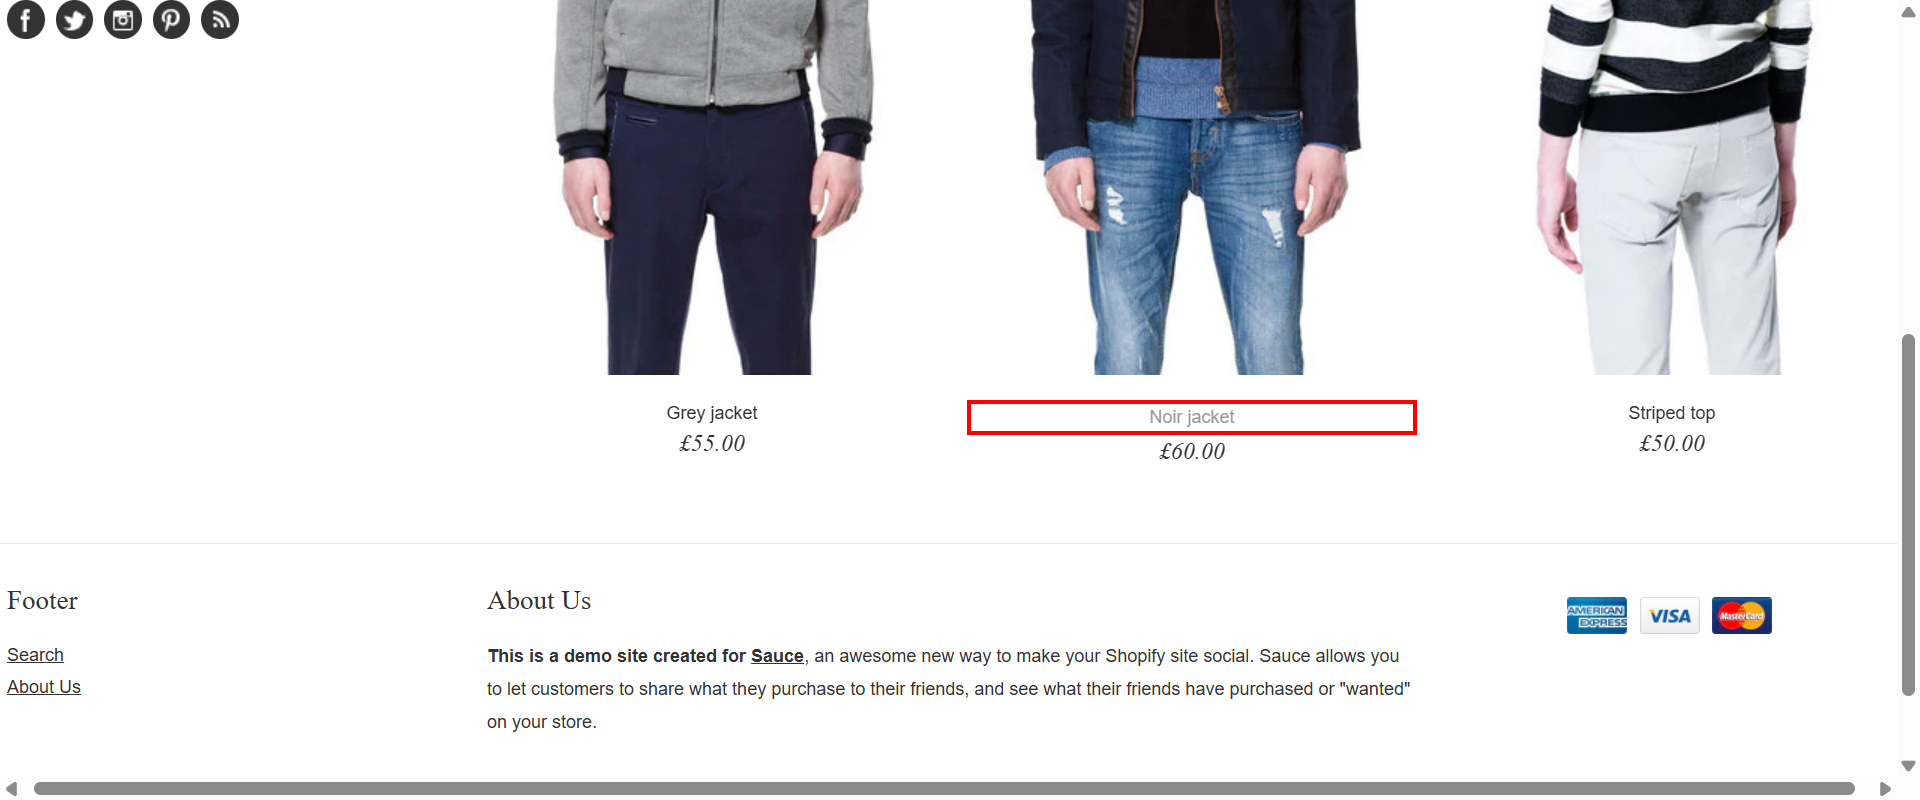 Grey jacket
£55.00
Noir jacket
£60.00
Striped top
£50.00
Footer
Search
About Us
About Us
This is a demo site created for Sauce, an awesome new way to make your Shopify site social. Sauce allows you
to let customers to share what they purchase to their friends, and see what their friends have purchased or "wanted"
on your store.
AMERICAN
EXPRESS
VISA
MasterCard